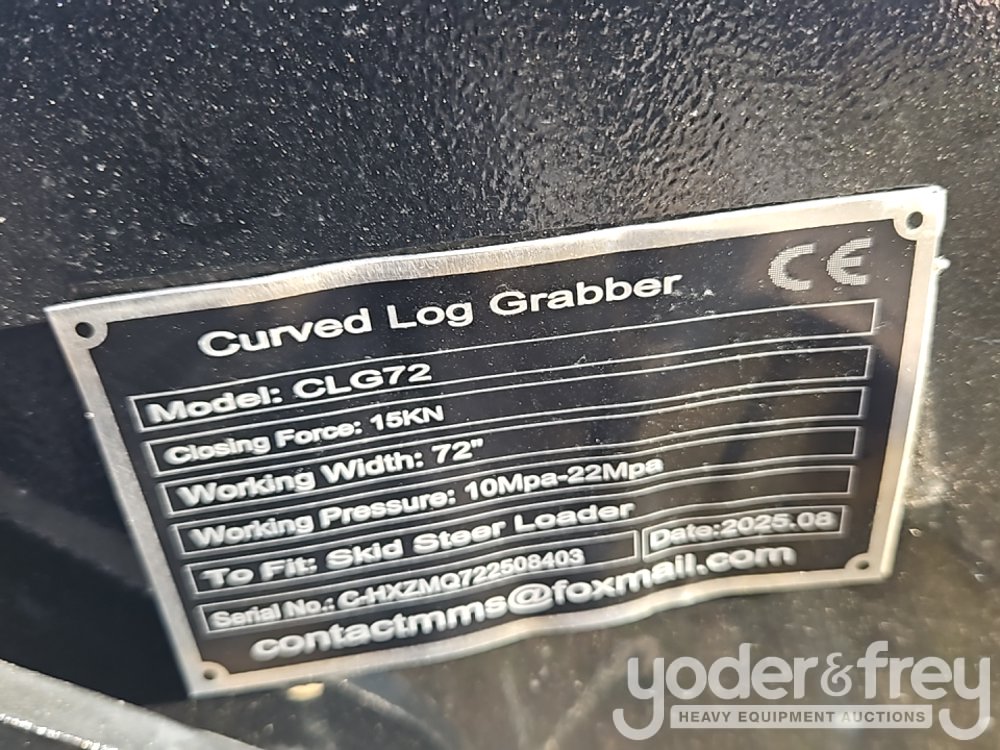 CE
Curved Log Grabber
Model: CLG72
Closing Force: 15KN
Working Width: 72"
Working Pressure: 10Mpa-22Mpa
To Fit: Skid Steer Loader
Serial No.: C-HXZMQ722508403 Date:2025.08
contactmms@foxmail.com
yoder&frey
HEAVY EQUIPMENT AUCTIONS